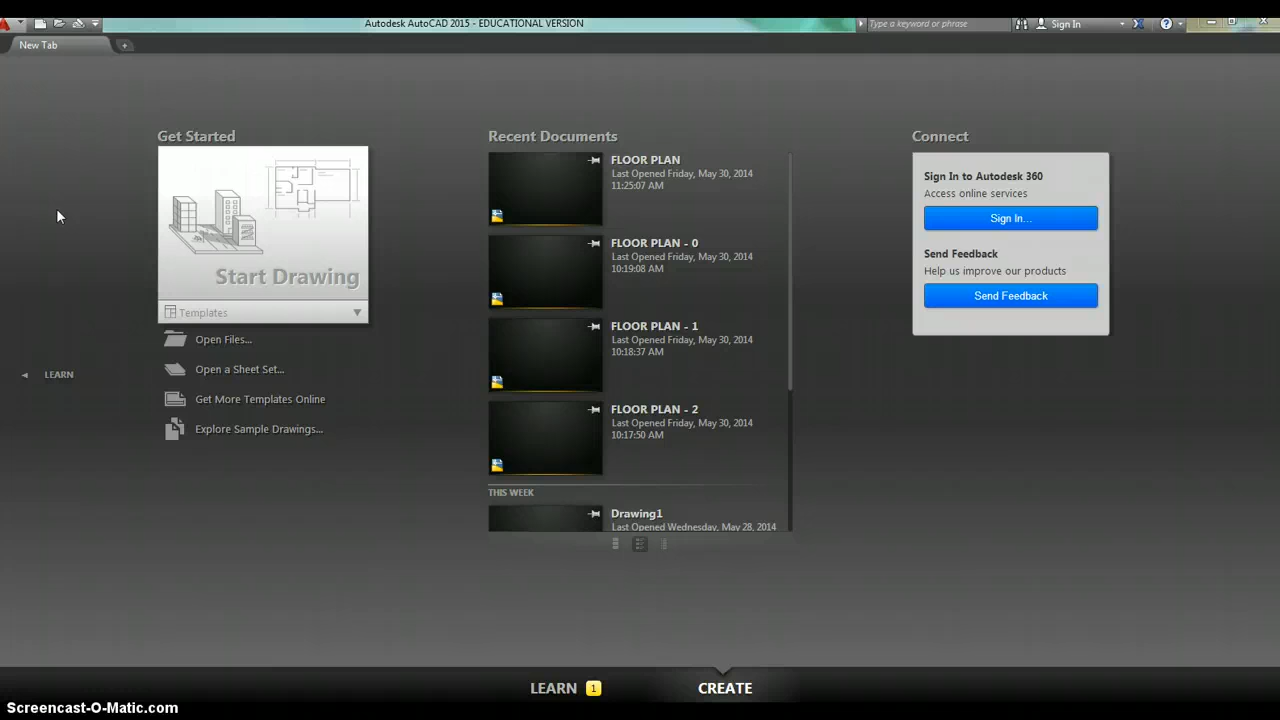 Autodesk AutoCAD 2015 - EDUCATIONAL VERSION
Type a keyword or phrase
Sign In
New Tab
Get Started
Start Drawing
Templates
Open Files...
Open a Sheet Set...
Get More Templates Online
Explore Sample Drawings...
LEARN
Recent Documents
FLOOR PLAN
Last Opened Friday, May 30, 2014
11:25:07 AM
FLOOR PLAN - 0
Last Opened Friday, May 30, 2014
10:19:08 AM
FLOOR PLAN - 1
Last Opened Friday, May 30, 2014
10:18:37 AM
FLOOR PLAN - 2
Last Opened Friday, May 30, 2014
10:17:50 AM
THIS WEEK
Drawing1
Last Opened Wednesday, May 28, 2014
Connect
Sign In to Autodesk 360
Access online services
Sign In...
Send Feedback
Help us improve our products
Send Feedback
LEARN 1
CREATE
Screencast-O-Matic.com